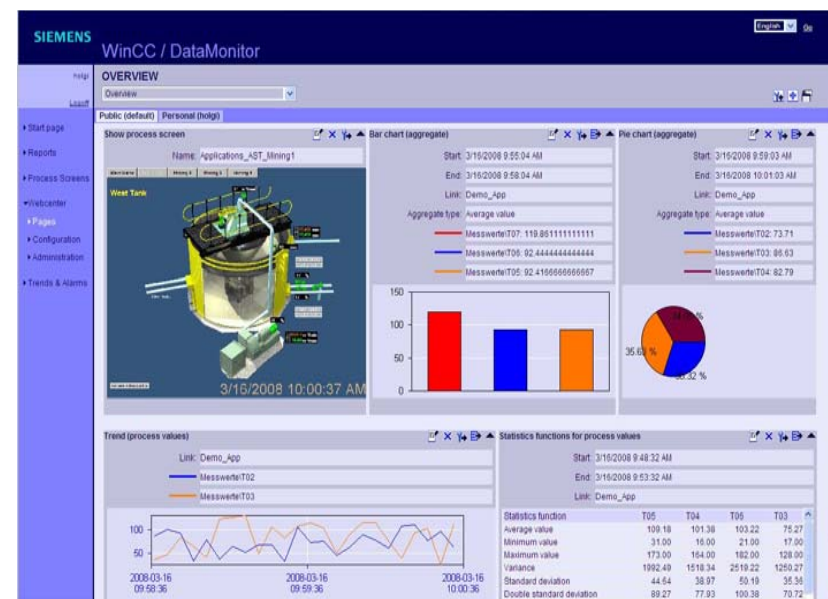 SIEMENS
WinCC / DataMonitor
English
Go
holgi
Logoff
OVERVIEW
Overview
Public (default) Personal (holgi)
Start page
Reports
Process Screens
Webcenter
Pages
Configuration
Administration
Trends & Alarms
Show process screen
Name: Applications_AST_Mining1
West Tank
3/16/2008 10:00:37 AM
Bar chart (aggregate)
Start: 3/16/2008 9:55:04 AM
End: 3/16/2008 9:58:04 AM
Link: Demo_App
Aggregate type: Average value
Messwerte\T07: 119.861111111111
Messwerte\T06: 92.4444444444444
Messwerte\T05: 92.4166666666667
150
100
50
0
Pie chart (aggregate)
Start: 3/16/2008 9:59:03 AM
End: 3/16/2008 10:01:03 AM
Link: Demo_App
Aggregate type: Average value
Messwerte\T02: 73.71
Messwerte\T03: 86.63
Messwerte\T04: 82.79
35.63 %
Trend (process values)
Link: Demo_App
Messwerte\T02
Messwerte\T03
100
50
2008-03-16 2008-03-16 2008-03-16
09:58:36 09:59:36 10:00:36
Statistics functions for process values
Start: 3/16/2008 9:48:32 AM
End: 3/16/2008 9:53:32 AM
Link: Demo_App
Statistics function T05 T04 T06 T03
Average value 109.18 101.38 103.22 75.27
Minimum value 31.00 16.00 21.00 17.00
Maximum value 173.00 164.00 182.00 128.00
Variance 1992.49 1518.34 2519.22 1250.27
Standard deviation 44.64 38.97 50.19 35.36
Double standard deviation 89.27 77.93 100.38 70.72